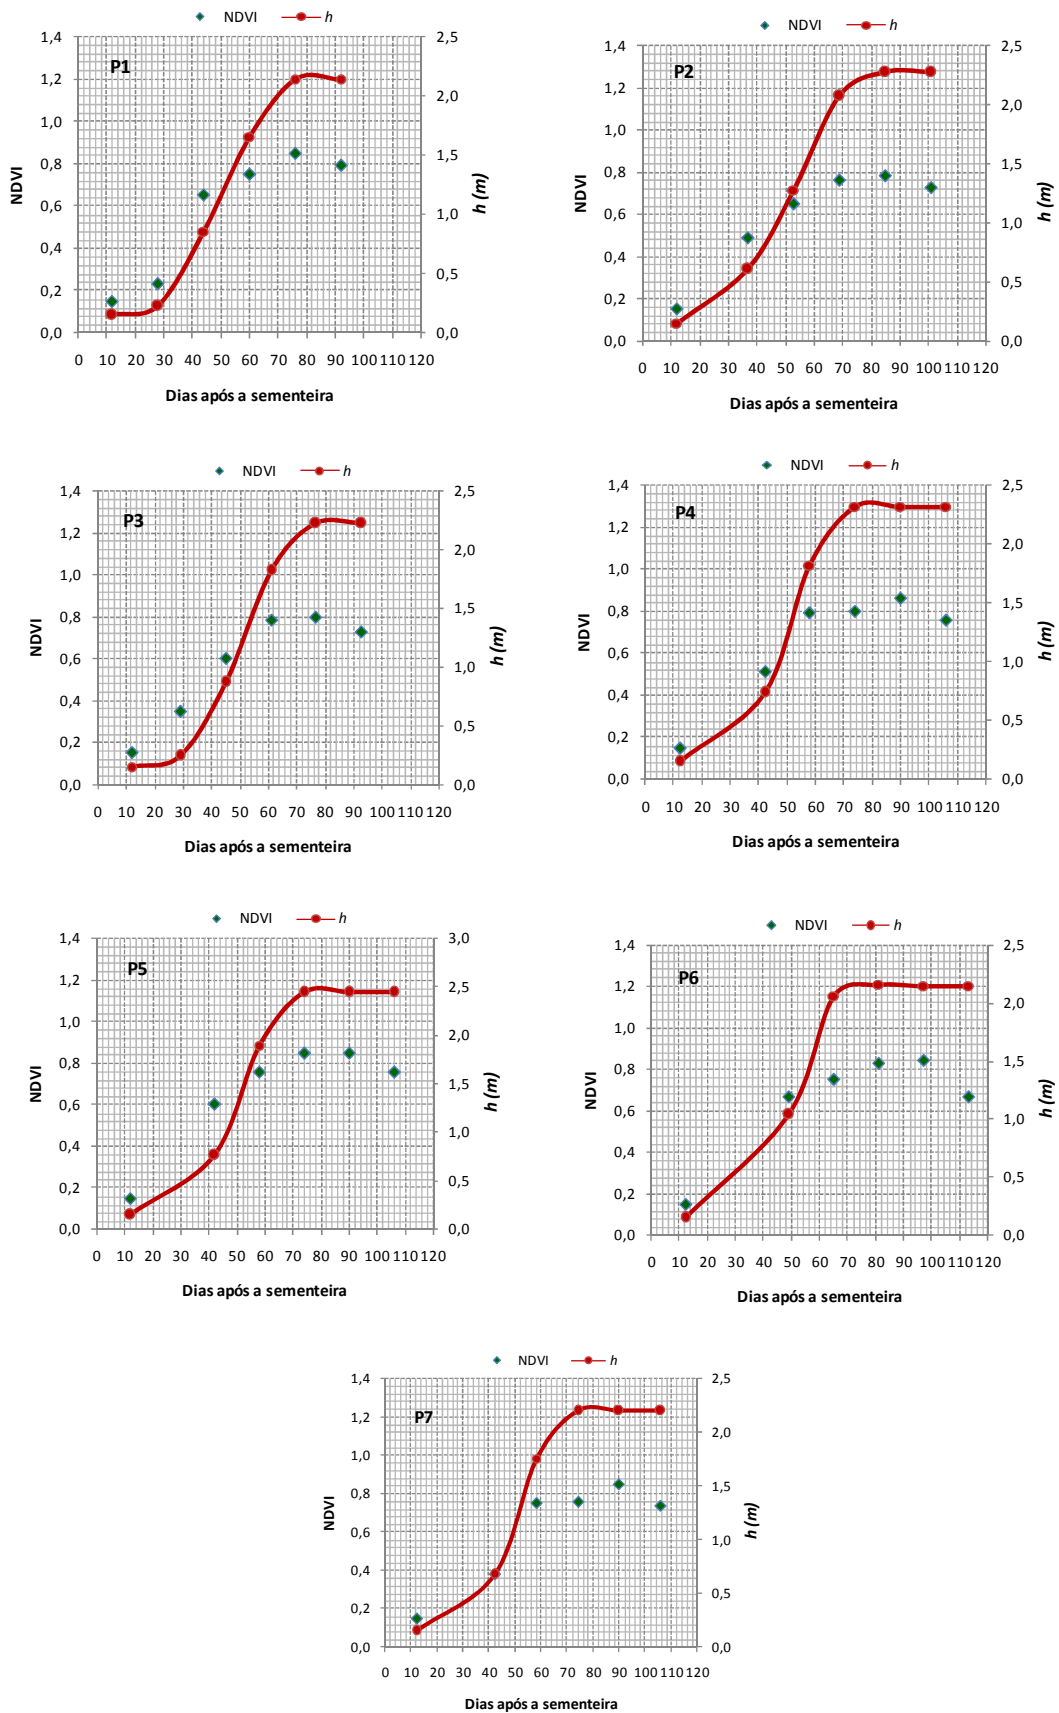 NDVI h
P1
1,4 1,2 1,0 0,8 0,6 0,4 0,2 0,0
NDVI
2,5 2,0 1,5 1,0 0,5 0,0
h (m)
0 10 20 30 40 50 60 70 80 90 100 110 120
Dias após a sementeira
NDVI h
P2
1,4 1,2 1,0 0,8 0,6 0,4 0,2 0,0
NDVI
2,5 2,0 1,5 1,0 0,5 0,0
h (m)
0 10 20 30 40 50 60 70 80 90 100 110 120
Dias após a sementeira
NDVI h
P3
1,4 1,2 1,0 0,8 0,6 0,4 0,2 0,0
NDVI
2,5 2,0 1,5 1,0 0,5 0,0
h (m)
0 10 20 30 40 50 60 70 80 90 100 110 120
Dias após a sementeira
NDVI h
P4
1,4 1,2 1,0 0,8 0,6 0,4 0,2 0,0
NDVI
2,5 2,0 1,5 1,0 0,5 0,0
h (m)
0 10 20 30 40 50 60 70 80 90 100 110 120
Dias após a sementeira
NDVI h
P5
1,4 1,2 1,0 0,8 0,6 0,4 0,2 0,0
NDVI
3,0 2,5 2,0 1,5 1,0 0,5 0,0
h (m)
0 10 20 30 40 50 60 70 80 90 100 110 120
Dias após a sementeira
NDVI h
P6
1,4 1,2 1,0 0,8 0,6 0,4 0,2 0,0
NDVI
2,5 2,0 1,5 1,0 0,5 0,0
h (m)
0 10 20 30 40 50 60 70 80 90 100 110 120
Dias após a sementeira
NDVI h
P7
1,4 1,2 1,0 0,8 0,6 0,4 0,2 0,0
NDVI
2,5 2,0 1,5 1,0 0,5 0,0
h (m)
0 10 20 30 40 50 60 70 80 90 100 110 120
Dias após a sementeira